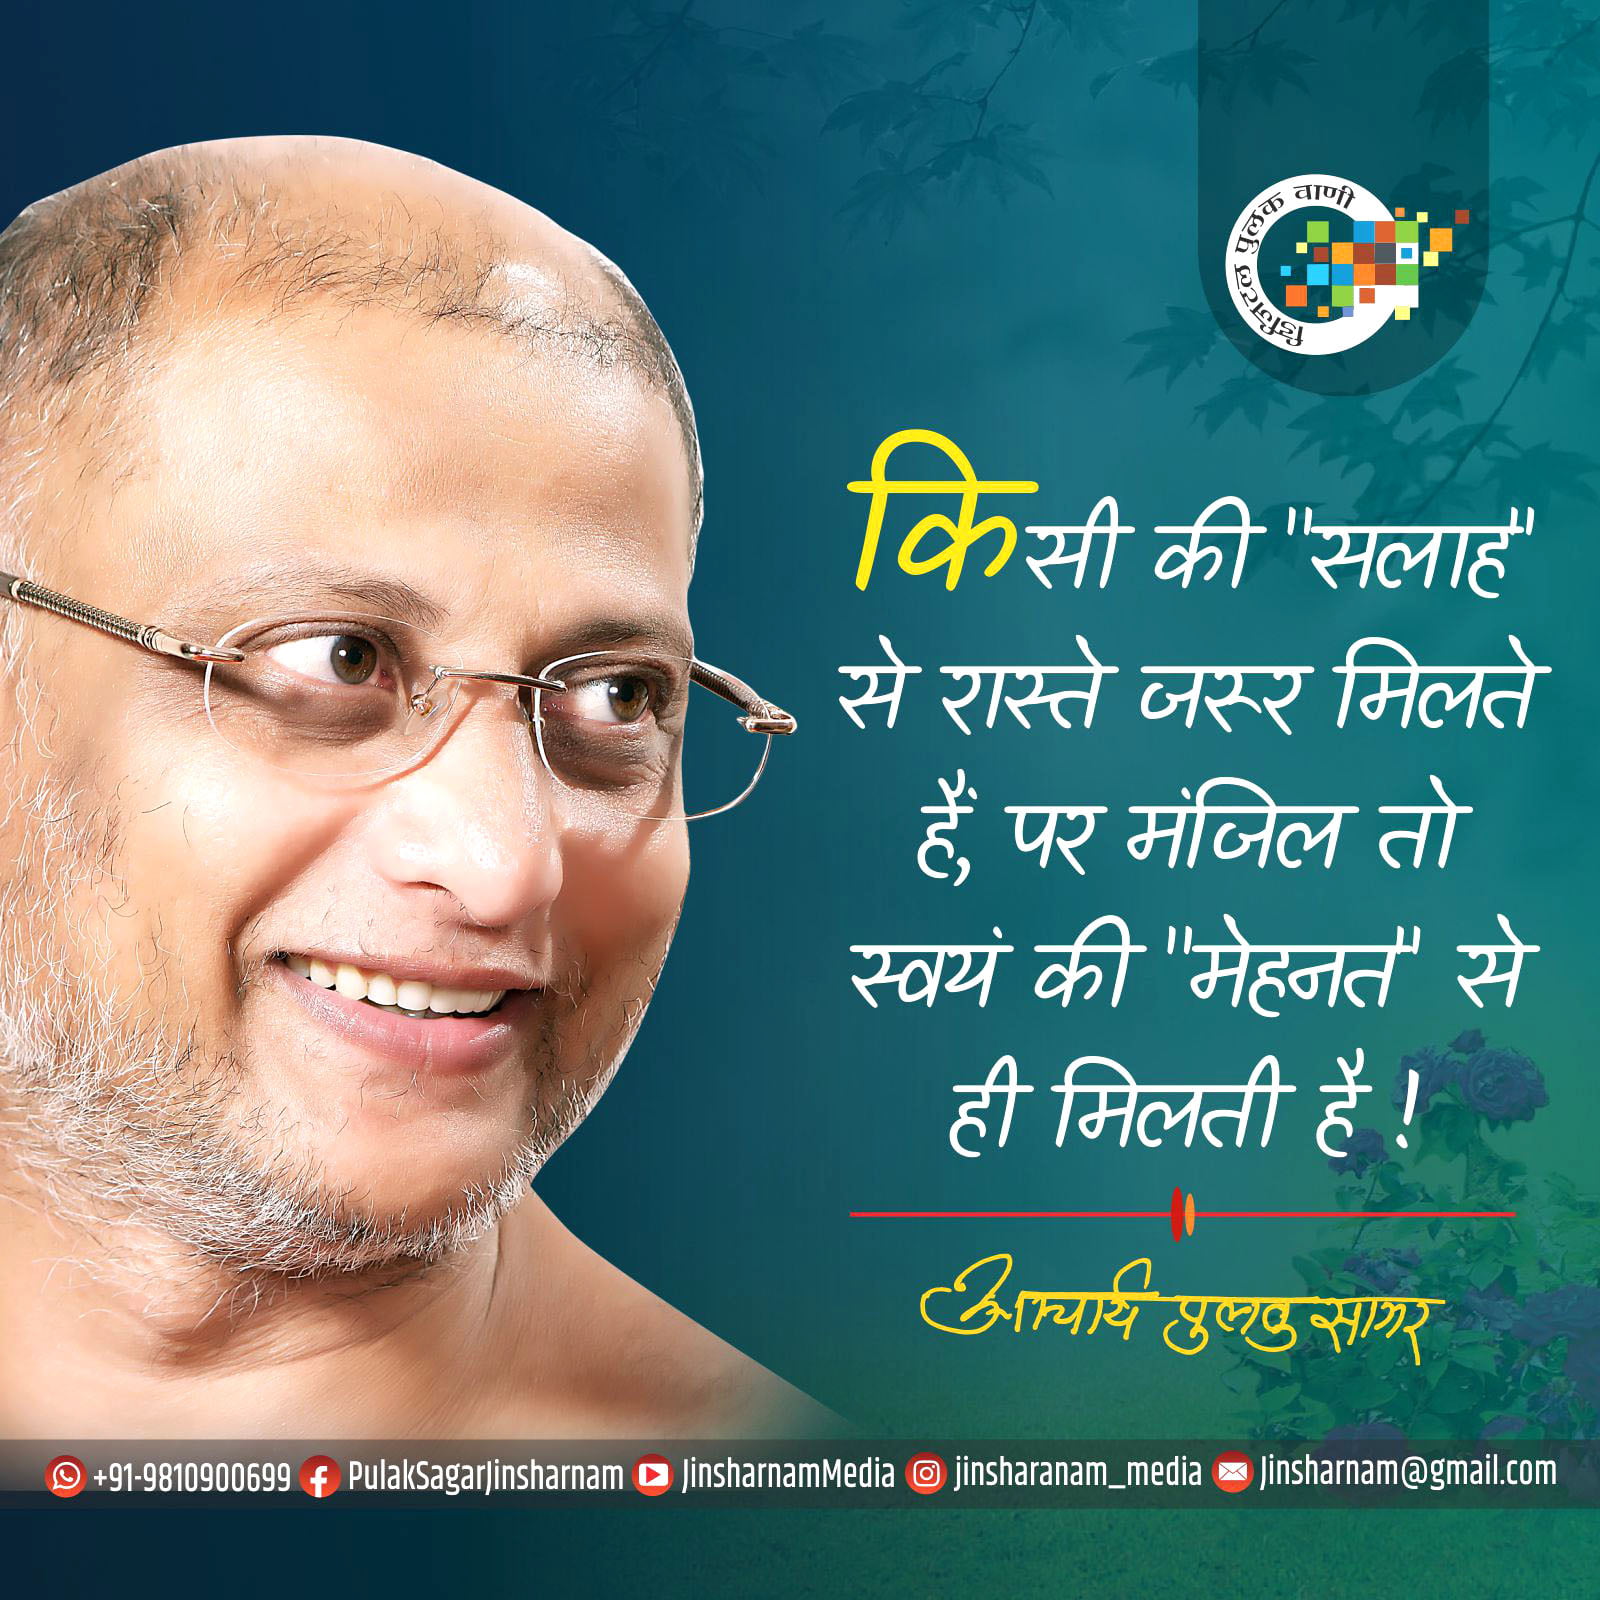 डिजिटल पुलक वाणी
किसी की "सलाह"
से रास्ते जरूर मिलते
हैं, पर मंजिल तो
स्वयं की "मेहनत" से
ही मिलती है !
आचार्य पुलक सागर
+91-9810900699 PulakSagarJinsharnam JinsharnamMedia jinsharanam_media Jinsharnam@gmail.com